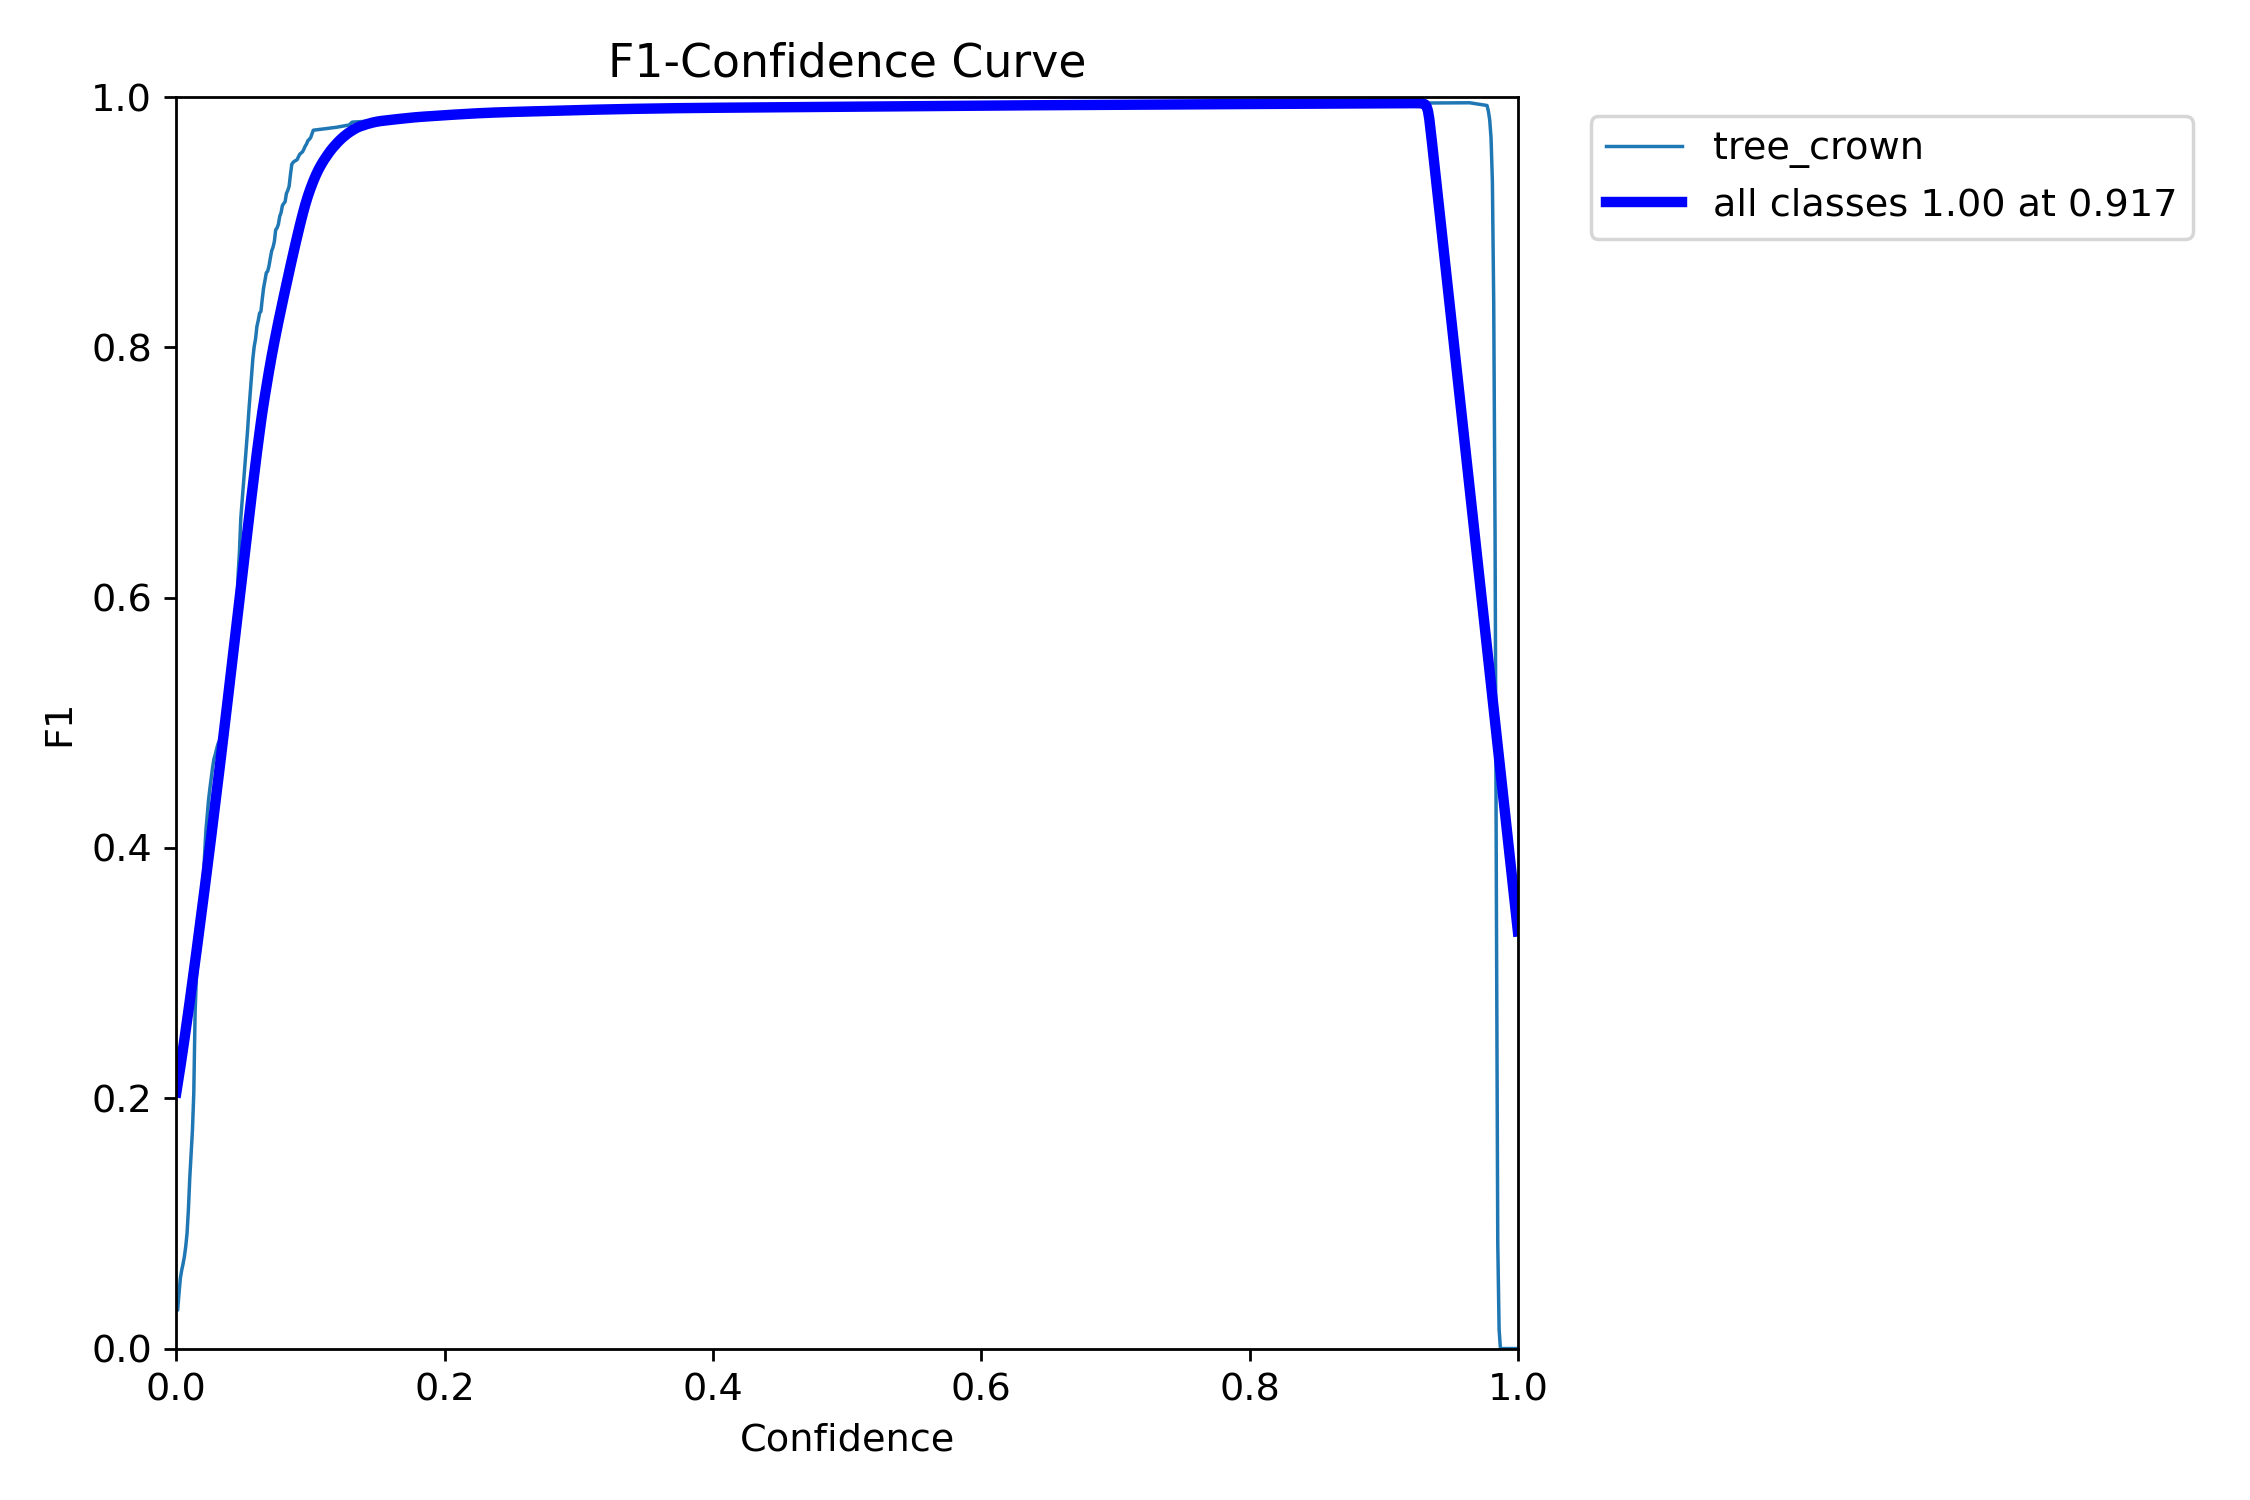 F1-Confidence Curve
tree_crown
all classes 1.00 at 0.917
F1
1.0
0.8
0.6
0.4
0.2
0.0
0.0 0.2 0.4 0.6 0.8 1.0
Confidence